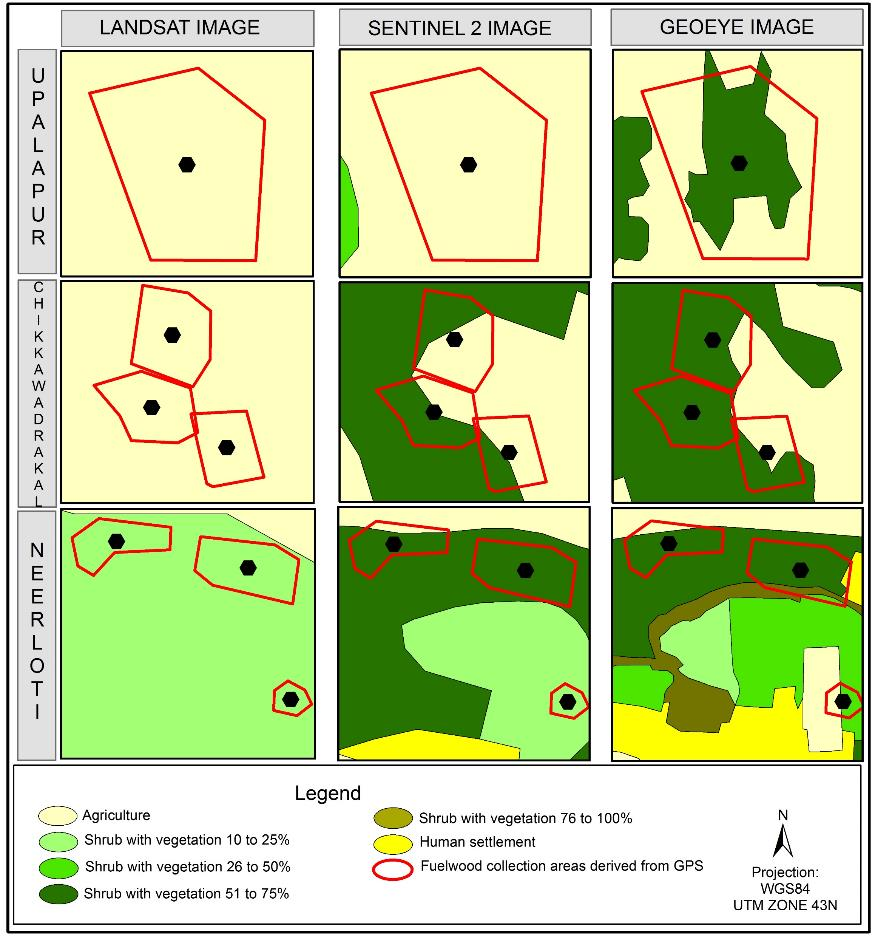 LANDSAT IMAGE
SENTINEL 2 IMAGE
GEOEYE IMAGE
UPALAPUR
CHIKKAWADRAKAL
NEERLOTI
Legend
Agriculture
Shrub with vegetation 10 to 25%
Shrub with vegetation 26 to 50%
Shrub with vegetation 51 to 75%
Shrub with vegetation 76 to 100%
Human settlement
Fuelwood collection areas derived from GPS
N
Projection:
WGS84
UTM ZONE 43N